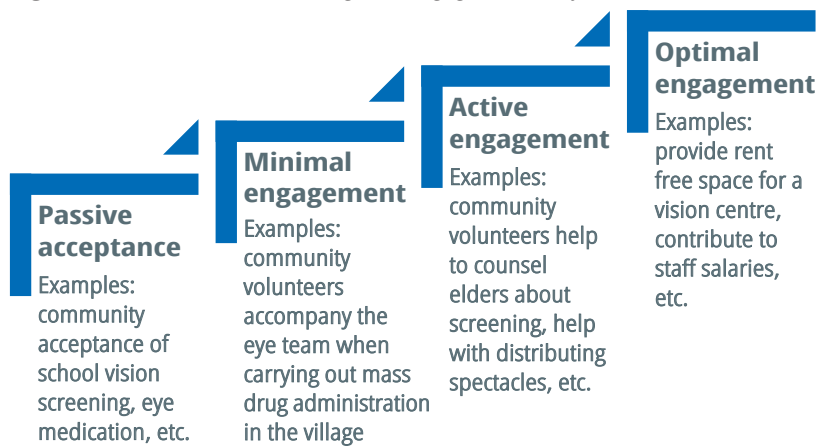 Passive
acceptance
Examples:
community
acceptance of
school vision
screening, eye
medication, etc.
Minimal
engagement
Examples:
community
volunteers
accompany the
eye team when
carrying out mass
drug administration
in the village
Active
engagement
Examples:
community
volunteers help
to counsel
elders about
screening, help
with distributing
spectacles, etc.
Optimal
engagement
Examples:
provide rent
free space for a
vision centre,
contribute to
staff salaries,
etc.